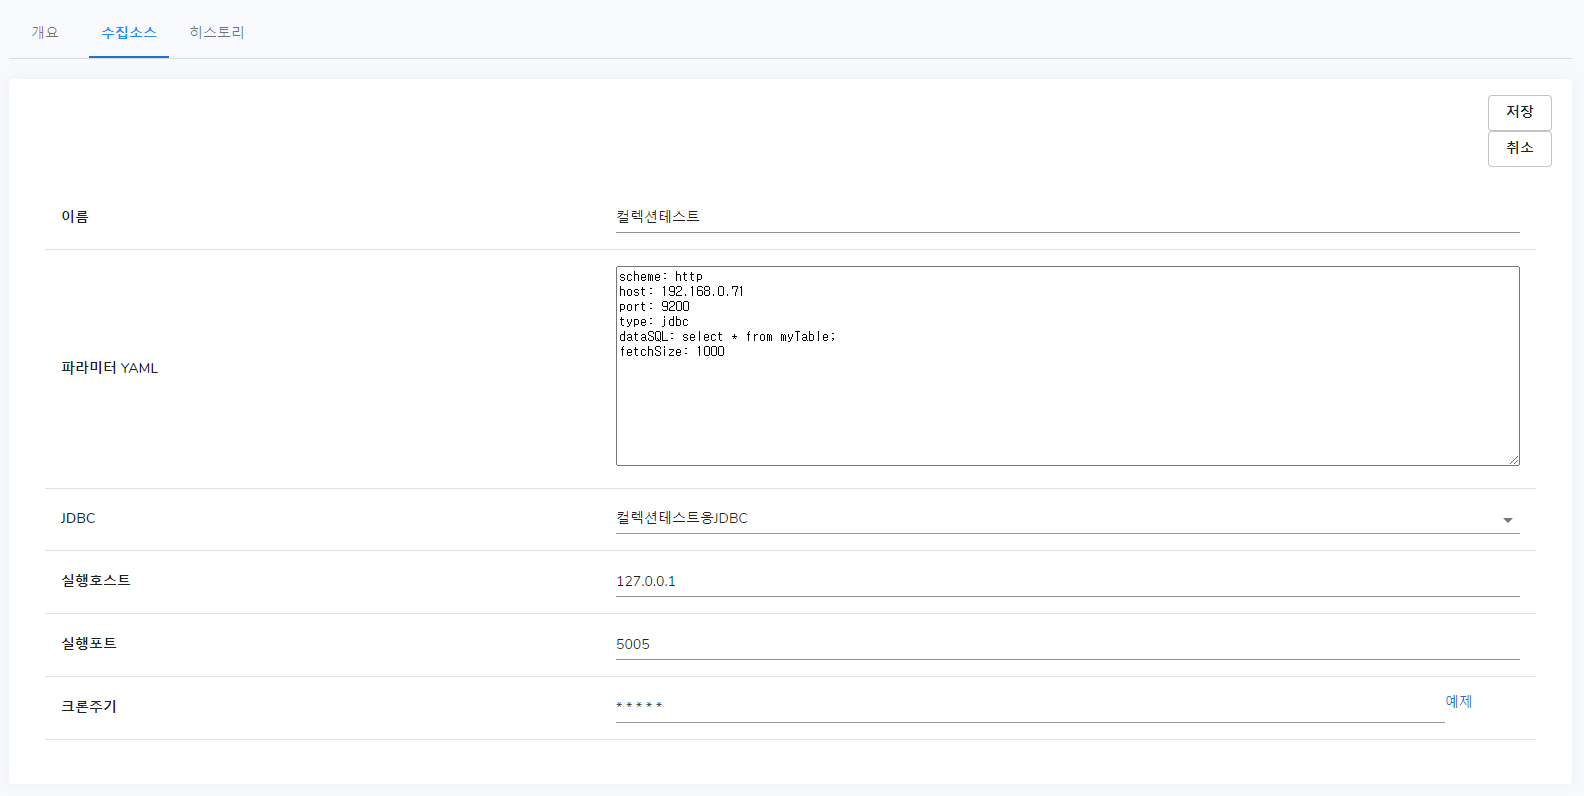 개요 수집소스 히스토리
저장
취소
이름 컬렉션테스트
파라미터 YAML
scheme: http
host: 192.168.0.71
port: 9200
type: jdbc
dataSQL: select * from myTable;
fetchSize: 1000
JDBC 컬렉션테스트옹JDBC
실행호스트 127.0.0.1
실행포트 5005
크론주기 * * * * * 예제